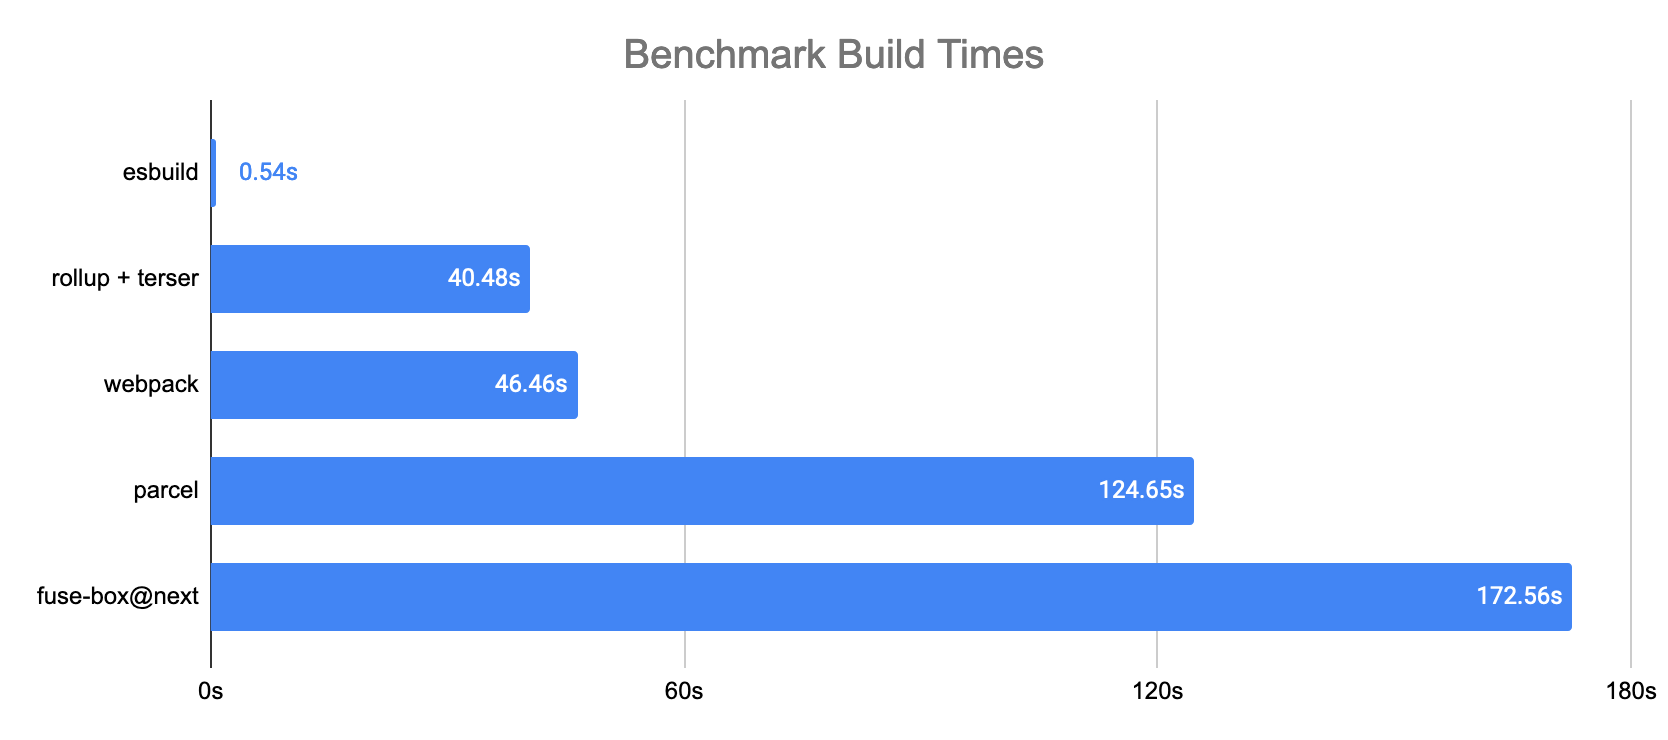 Benchmark Build Times
esbuild 0.54s
rollup + terser 40.48s
webpack 46.46s
parcel 124.65s
fuse-box@next 172.56s
0s 60s 120s 180s